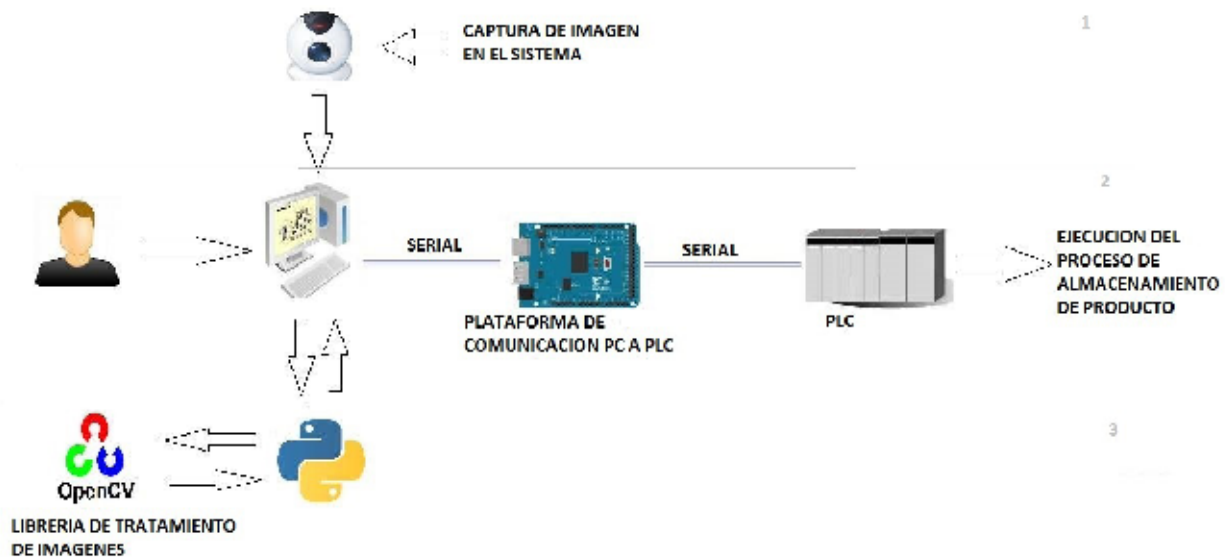 CAPTURA DE IMAGEN
EN EL SISTEMA
1
2
SERIAL
SERIAL
EJECUCION DEL
PROCESO DE
ALMACENAMIENTO
DE PRODUCTO
PLATAFORMA DE
COMUNICACION PC A PLC
PLC
3
OpenCV
LIBRERIA DE TRATAMIENTO
DE IMAGENES